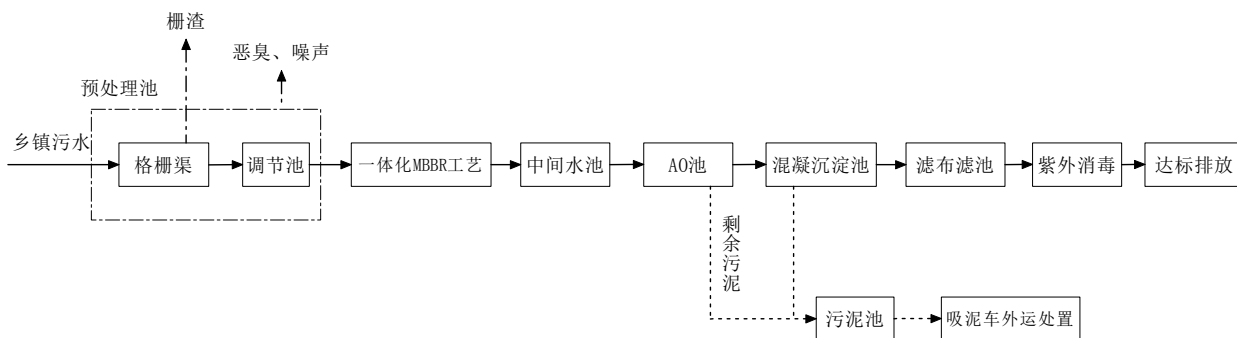 栅渣
恶臭、噪声
预处理池
乡镇污水
格栅渠
调节池
一体化MBBR工艺
中间水池
AO池
混凝沉淀池
滤布滤池
紫外消毒
达标排放
剩余污泥
污泥池
吸泥车外运处置